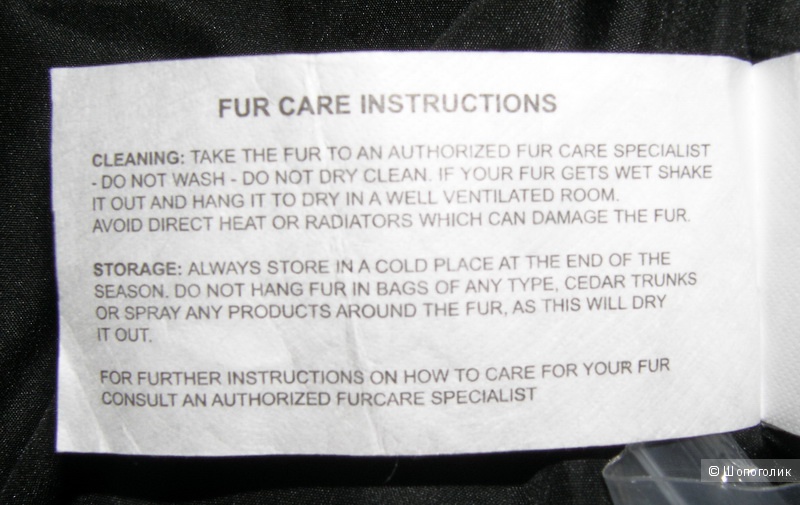 FUR CARE INSTRUCTIONS
CLEANING: TAKE THE FUR TO AN AUTHORIZED FUR CARE SPECIALIST
- DO NOT WASH - DO NOT DRY CLEAN. IF YOUR FUR GETS WET SHAKE
IT OUT AND HANG IT TO DRY IN A WELL VENTILATED ROOM.
AVOID DIRECT HEAT OR RADIATORS WHICH CAN DAMAGE THE FUR.
STORAGE: ALWAYS STORE IN A COLD PLACE AT THE END OF THE
SEASON. DO NOT HANG FUR IN BAGS OF ANY TYPE, CEDAR TRUNKS
OR SPRAY ANY PRODUCTS AROUND THE FUR, AS THIS WILL DRY
IT OUT.
FOR FURTHER INSTRUCTIONS ON HOW TO CARE FOR YOUR FUR
CONSULT AN AUTHORIZED FURCARE SPECIALIST
© Шопоголик